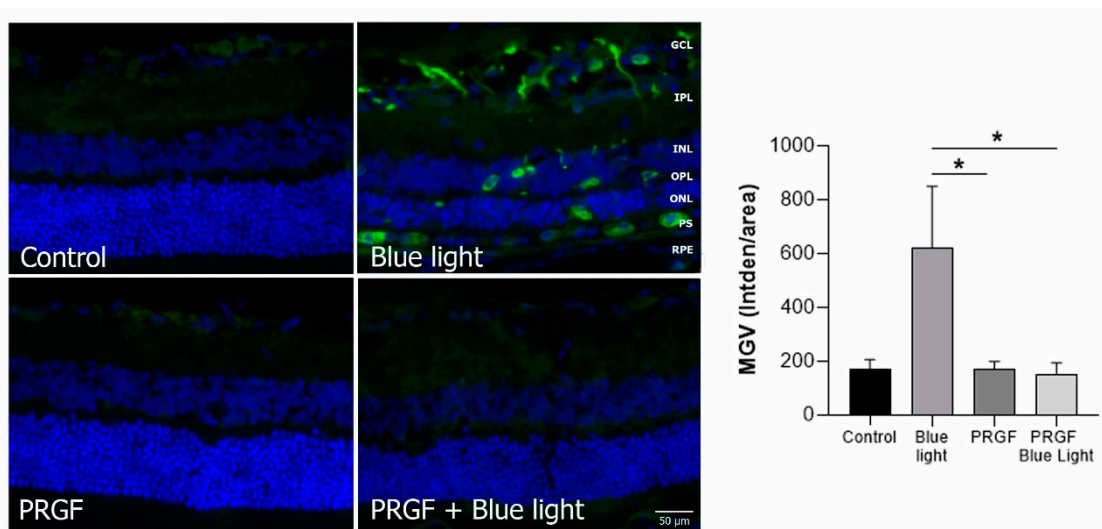 GCL
IPL
INL
OPL
ONL
PS
RPE
Control
Blue light
PRGF
PRGF + Blue light
50 µm
MGV (Intden/area)
1000
800
600
400
200
0
*
*
Control
Blue
light
PRGF
PRGF
Blue Light